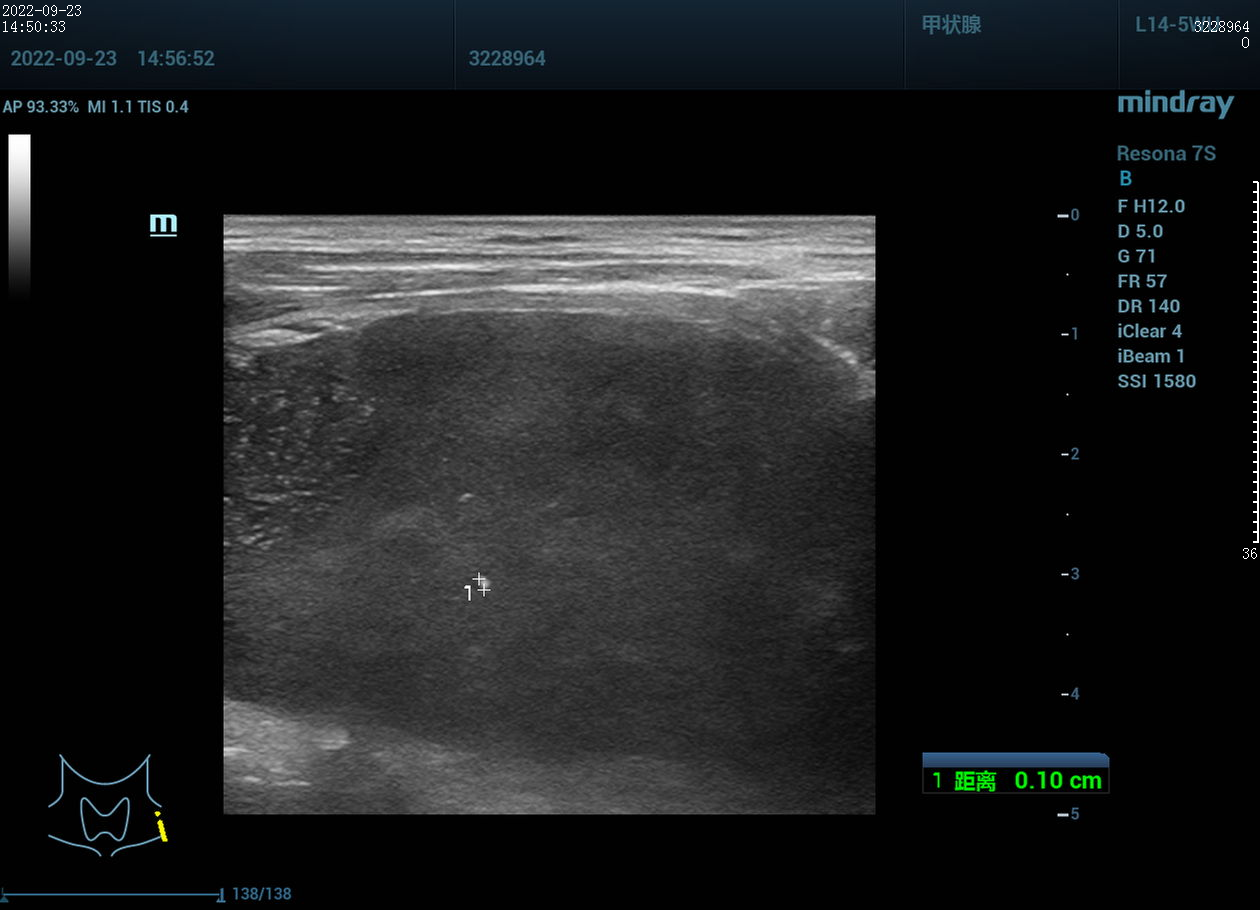 2022-09-23
14:50:33
甲状腺
3228964
0
2022-09-23 14:56:52
3228964
AP 93.33% MI 1.1 TIS 0.4
mindray
Resona 7S
B
F H12.0
D 5.0
G 71
FR 57
DR 140
iClear 4
iBeam 1
SSI 1580
m
0
1
2
3
4
5
36
1
1 距离 0.10 cm
138/138